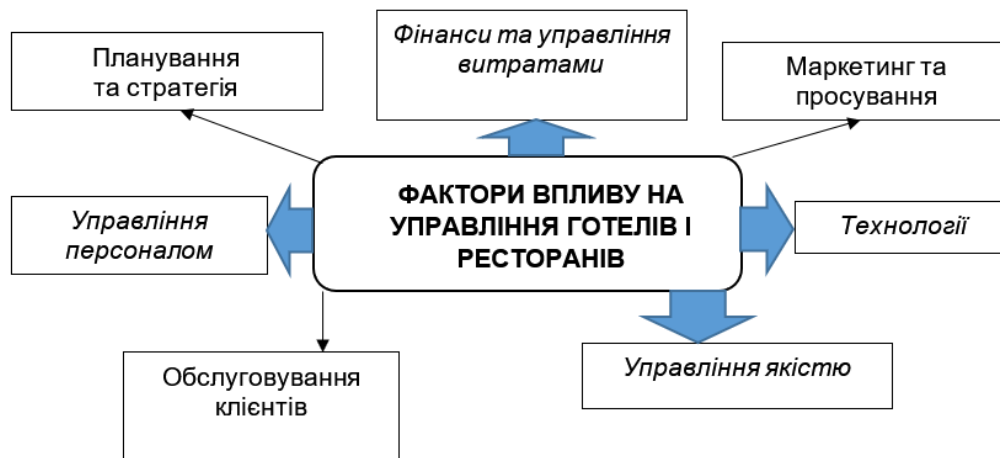 Планування
та стратегія
Фінанси та управління
витратами
Маркетинг та
просування
ФАКТОРИ ВПЛИВУ НА
УПРАВЛІННЯ ГОТЕЛІВ І
РЕСТОРАНІВ
Управління
персоналом
Технології
Обслуговування
клієнтів
Управління якістю